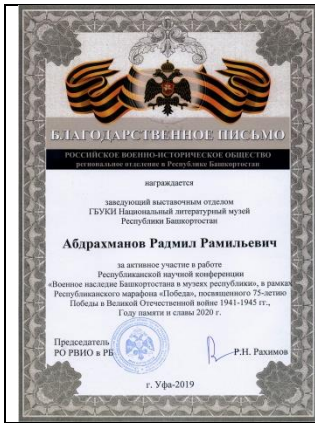 БЛАГОДАРСТВЕННОЕ ПИСЬМО
РОССИЙСКОЕ ВОЕННО-ИСТОРИЧЕСКОЕ ОБЩЕСТВО
региональное отделение в Республике Башкортостан
награждается
заведующий выставочным отделом
ГБУКИ Национальный литературный музей
Республики Башкортостан
Абдрахманов Радмил Рамильевич
за активное участие в работе
Республиканской научной конференции
«Военное наследие Башкортостана в музеях республики», в рамках
Республиканского марафона «Победа», посвященного 75-летию
Победы в Великой Отечественной войне 1941-1945 гг.,
Году памяти и славы 2020 г.
Председатель
РО РВИО в РБ
Р.Н. Рахимов
г. Уфа-2019